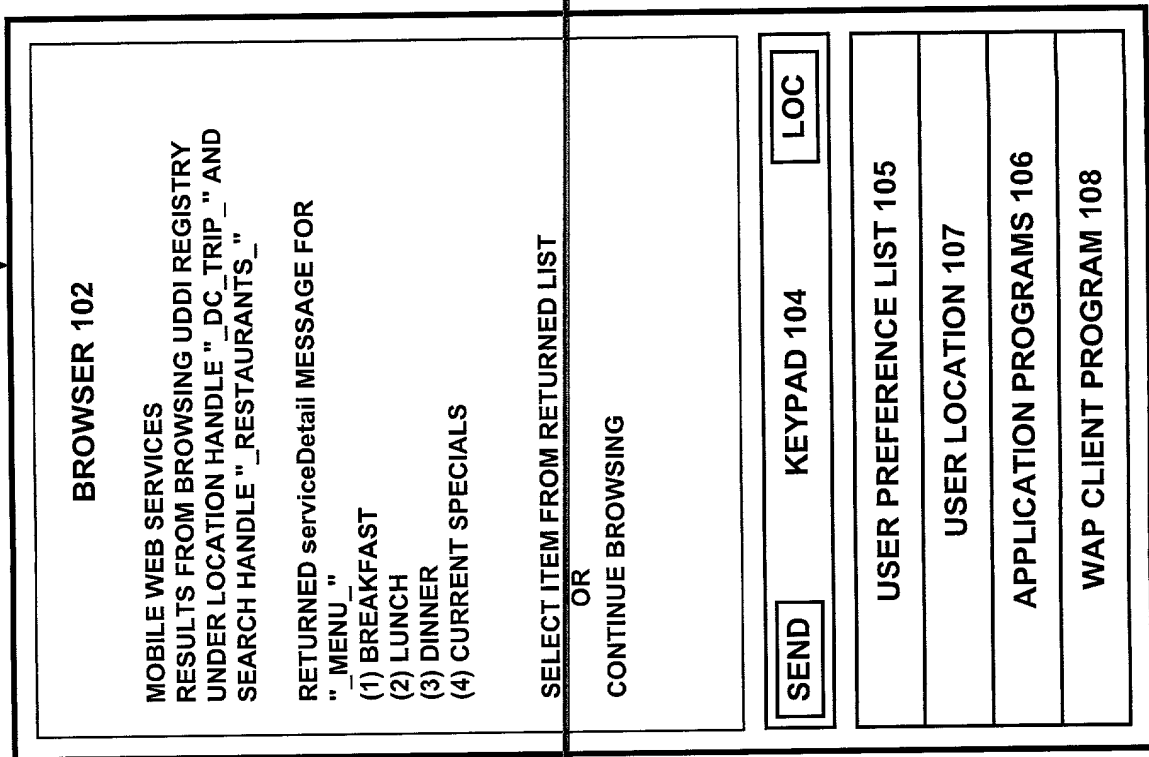 BROWSER 102
MOBILE WEB SERVICES
RESULTS FROM BROWSING UDDI REGISTRY
UNDER LOCATION HANDLE "_DC_TRIP_" AND
SEARCH HANDLE "_RESTAURANTS_"
RETURNED serviceDetail MESSAGE FOR
"_MENU_"
(1) BREAKFAST
(2) LUNCH
(3) DINNER
(4) CURRENT SPECIALS
SELECT ITEM FROM RETURNED LIST
OR
CONTINUE BROWSING
SEND KEYPAD 104 LOC
USER PREFERENCE LIST 105
USER LOCATION 107
APPLICATION PROGRAMS 106
WAP CLIENT PROGRAM 108